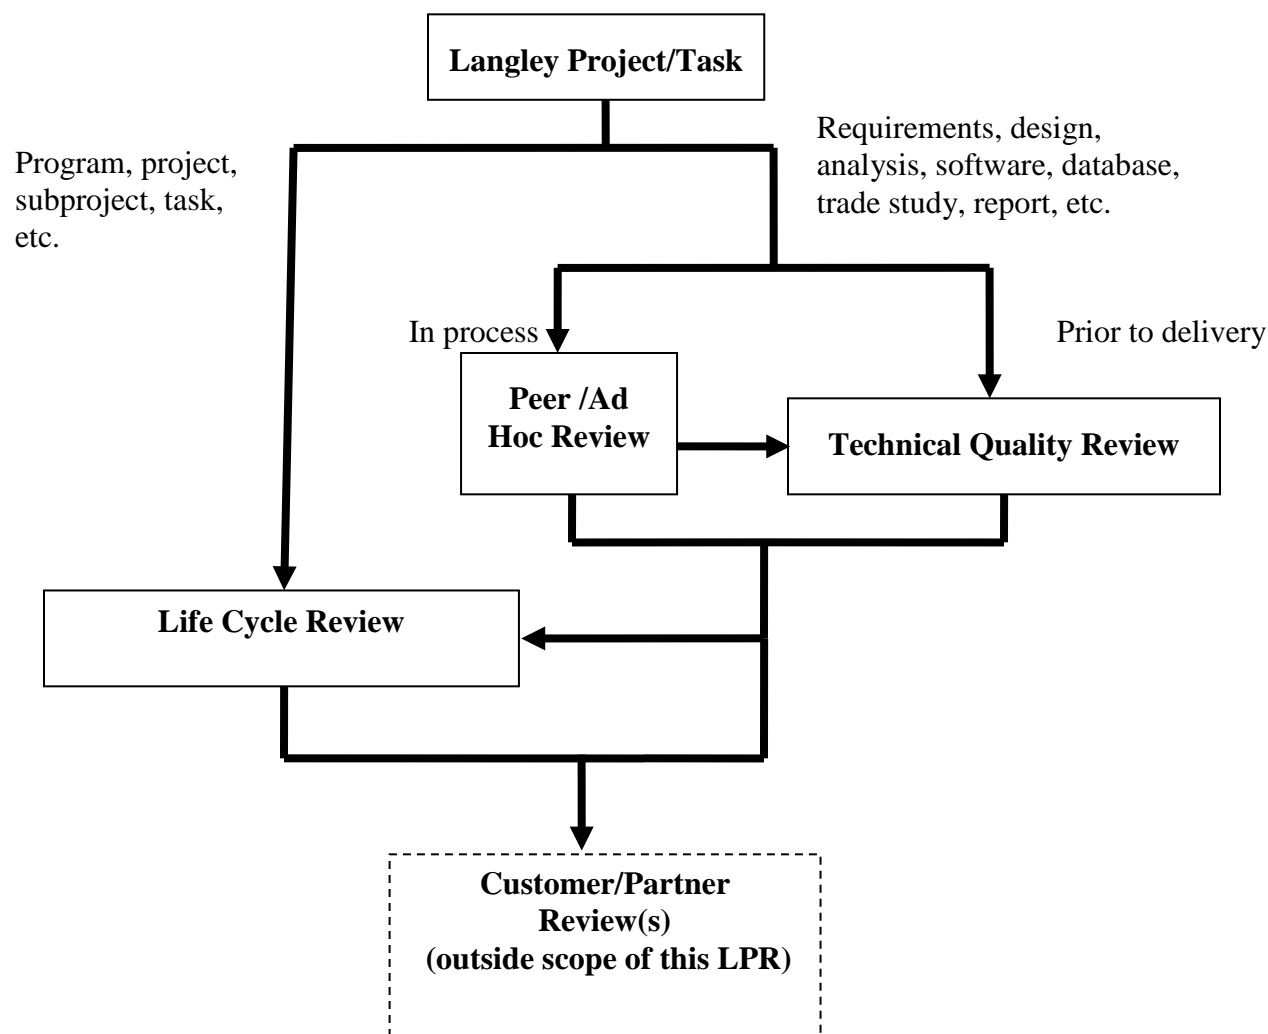 Langley Project/Task
Program, project,
subproject, task,
etc.
Requirements, design,
analysis, software, database,
trade study, report, etc.
In process
Prior to delivery
Peer /Ad
Hoc Review
Technical Quality Review
Life Cycle Review
Customer/Partner
Review(s)
(outside scope of this LPR)